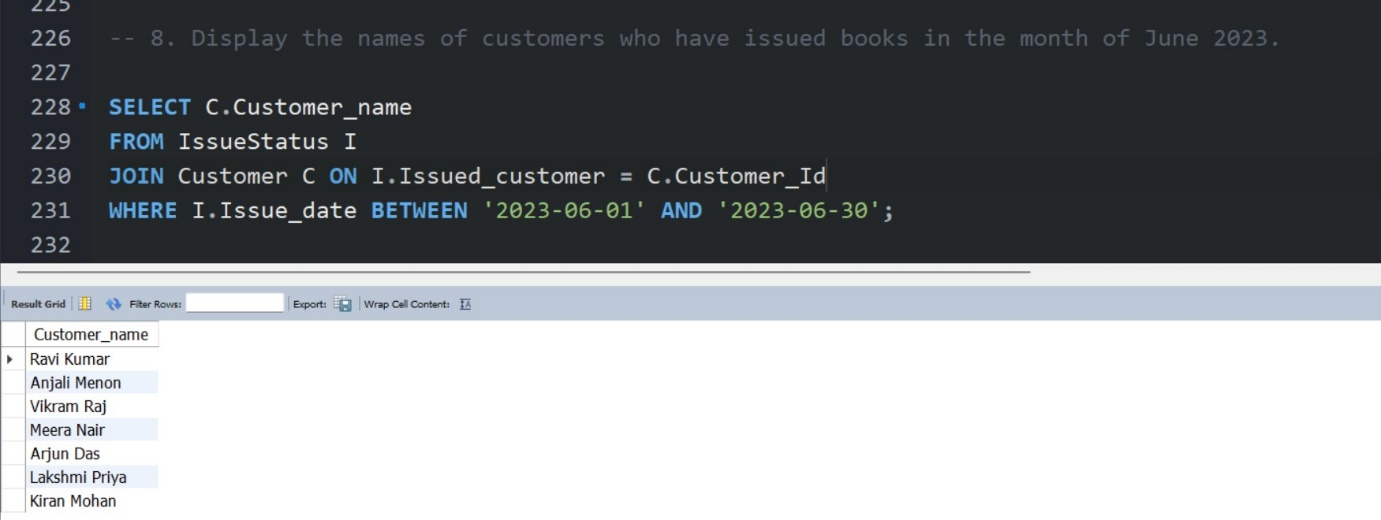 225
226 -- 8. Display the names of customers who have issued books in the month of June 2023.
227
228 SELECT C.Customer_name
229 FROM IssueStatus I
230 JOIN Customer C ON I.Issued_customer = C.Customer_Id
231 WHERE I.Issue_date BETWEEN '2023-06-01' AND '2023-06-30';
232
Result Grid Filter Rows: Export: Wrap Cell Content:
Customer_name
Ravi Kumar
Anjali Menon
Vikram Raj
Meera Nair
Arjun Das
Lakshmi Priya
Kiran Mohan